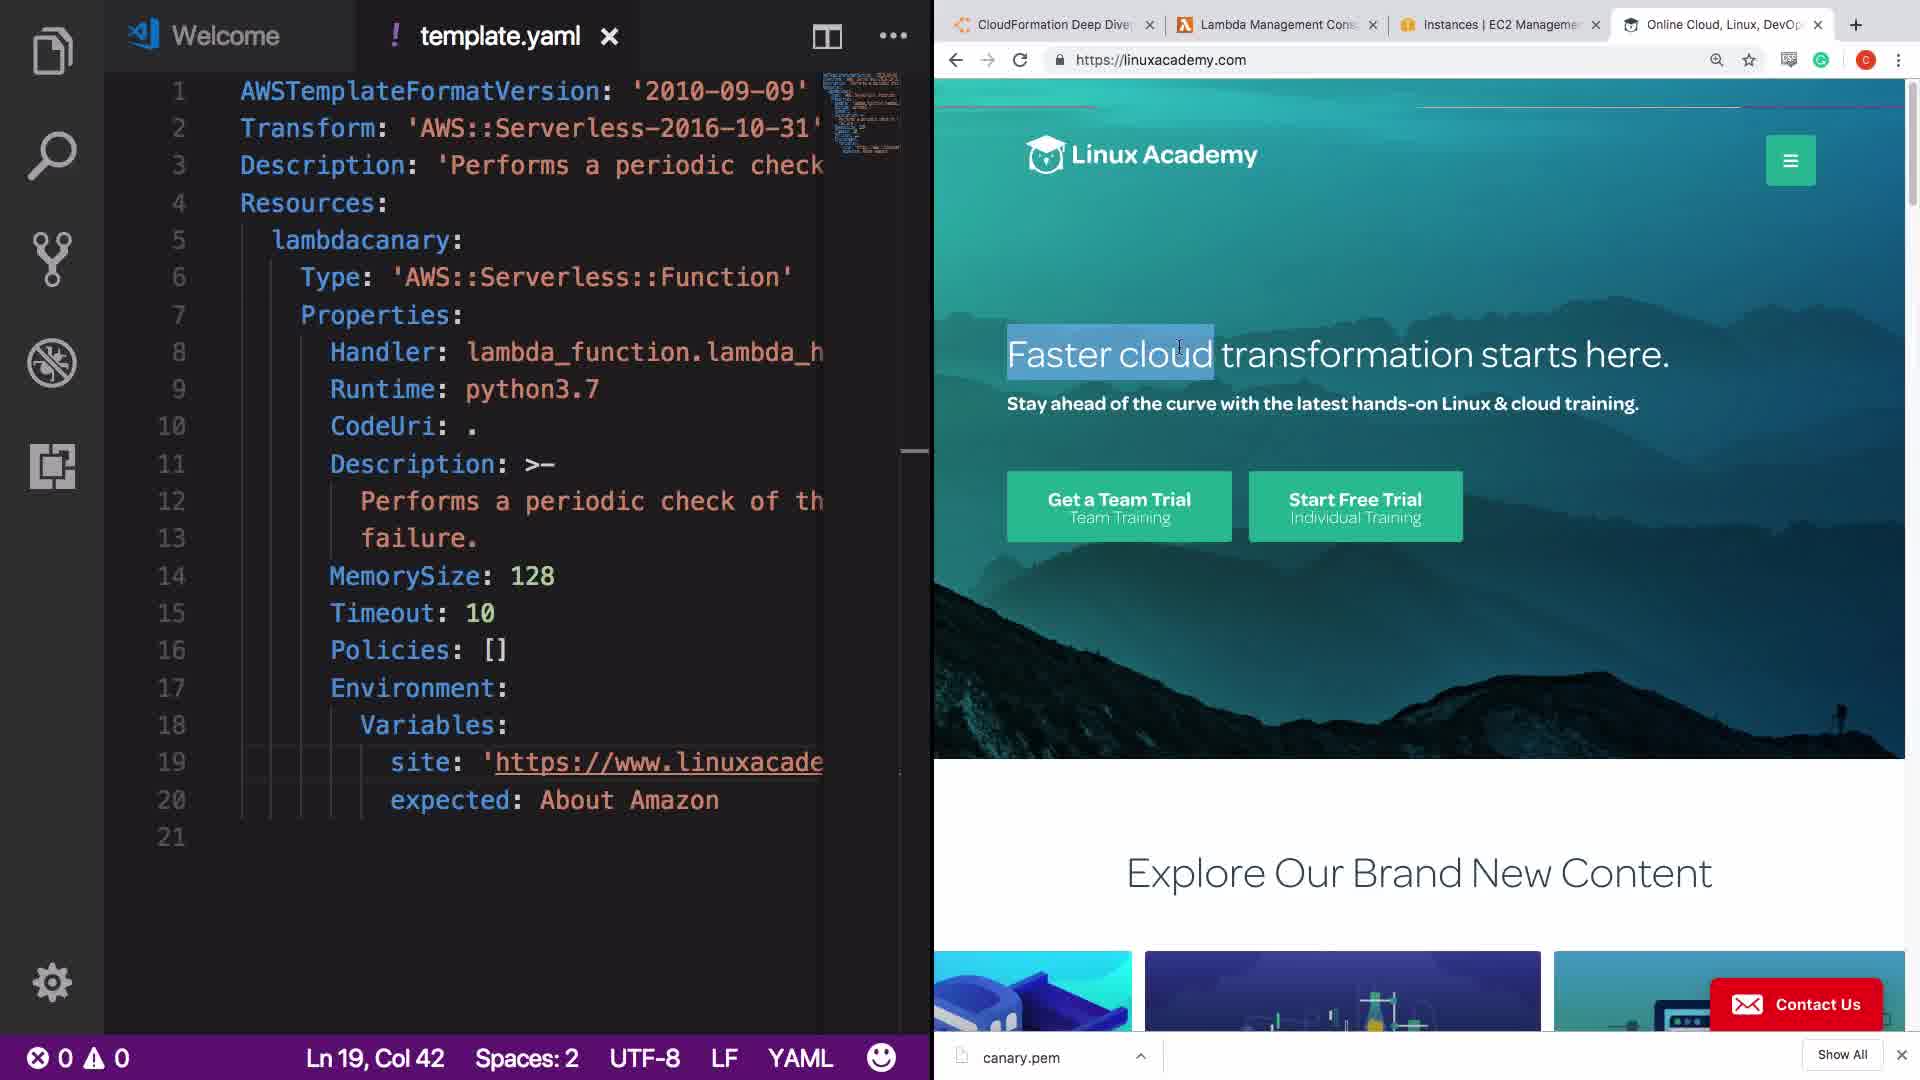 Welcome
! template.yaml
1 AWSTemplateFormatVersion: '2010-09-09'
2 Transform: 'AWS::Serverless-2016-10-31'
3 Description: 'Performs a periodic check
4 Resources:
5 lambdacanary:
6 Type: 'AWS::Serverless::Function'
7 Properties:
8 Handler: lambda_function.lambda_h
9 Runtime: python3.7
10 CodeUri: .
11 Description: >-
12 Performs a periodic check of th
13 failure.
14 MemorySize: 128
15 Timeout: 10
16 Policies: []
17 Environment:
18 Variables:
19 site: 'https://www.linuxacade
20 expected: About Amazon
21
0 0 Ln 19, Col 42 Spaces: 2 UTF-8 LF YAML
CloudFormation Deep Dive
Lambda Management Cons
Instances | EC2 Managemen
Online Cloud, Linux, DevOp
https://linuxacademy.com
C
Linux Academy
Faster cloud transformation starts here.
Stay ahead of the curve with the latest hands-on Linux & cloud training.
Get a Team Trial
Team Training
Start Free Trial
Individual Training
Explore Our Brand New Content
Contact Us
canary.pem
Show All